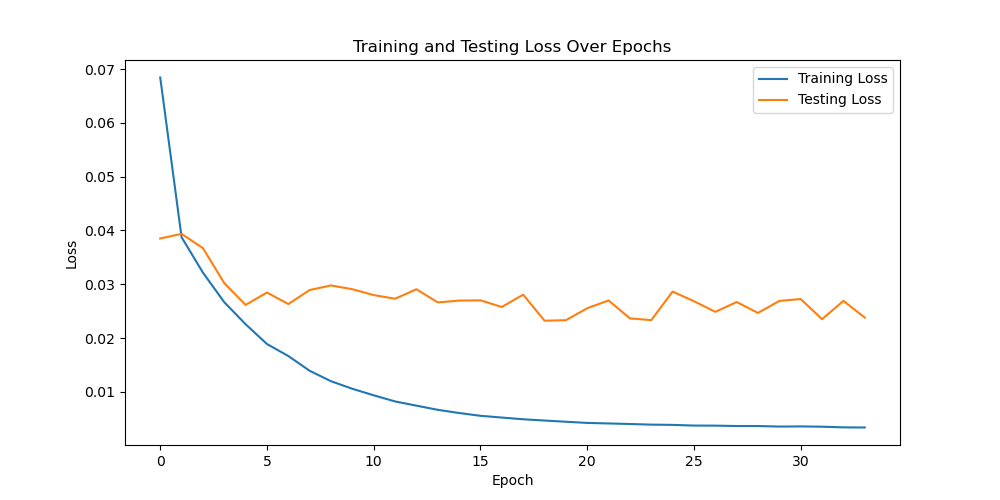 Training and Testing Loss Over Epochs
Training Loss
Testing Loss
0.07
0.06
0.05
0.04
0.03
0.02
0.01
Loss
0 5 10 15 20 25 30
Epoch